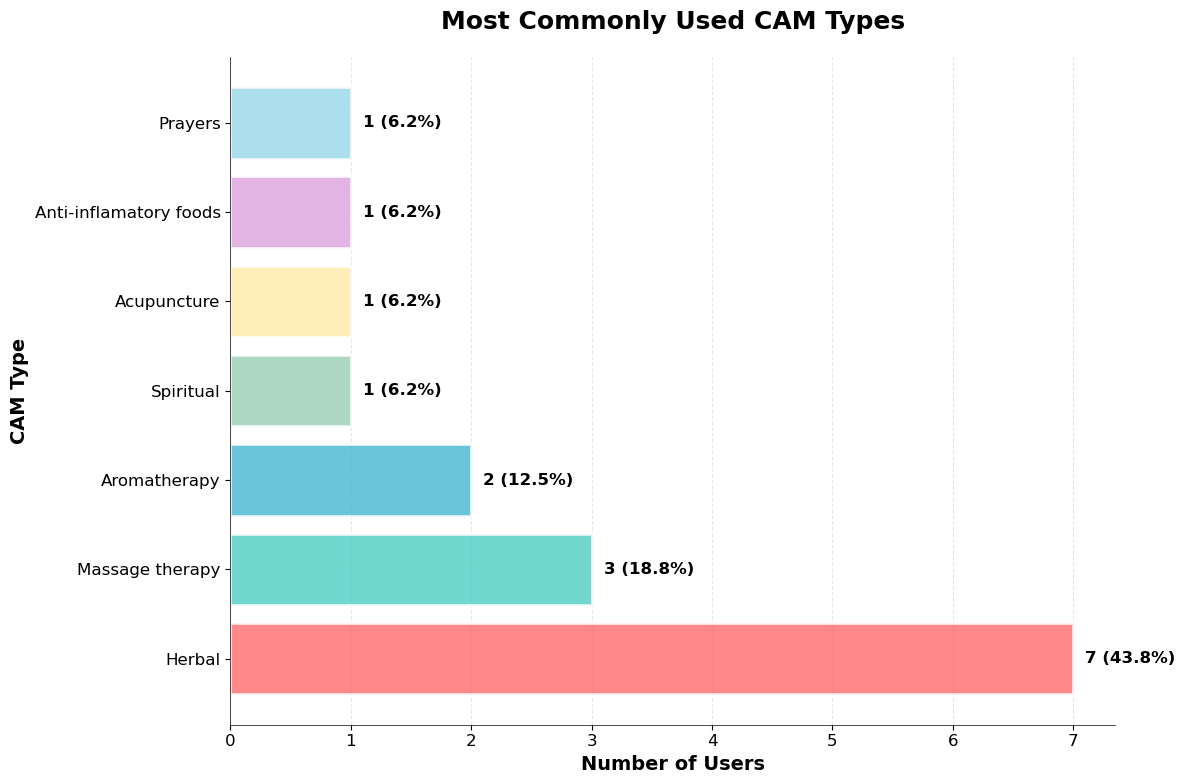 Most Commonly Used CAM Types
CAM Type
Prayers 1 (6.2%)
Anti-inflamatory foods 1 (6.2%)
Acupuncture 1 (6.2%)
Spiritual 1 (6.2%)
Aromatherapy 2 (12.5%)
Massage therapy 3 (18.8%)
Herbal 7 (43.8%)
0 1 2 3 4 5 6 7
Number of Users